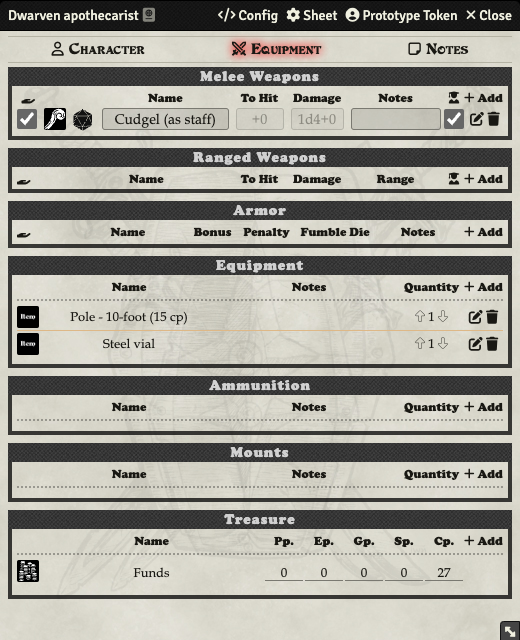 Dwarven apothecarist Config Sheet Prototype Token Close
Character Equipment Notes
Melee Weapons
Name To Hit Damage Notes + Add
Cudgel (as staff) +0 1d4+0
Ranged Weapons
Name To Hit Damage Range + Add
Armor
Name Bonus Penalty Fumble Die Notes + Add
Equipment
Name Notes Quantity + Add
Item Pole - 10-foot (15 cp) 1
Item Steel vial 1
Ammunition
Name Notes Quantity + Add
Mounts
Name Notes Quantity + Add
Treasure
Name Pp. Ep. Gp. Sp. Cp. + Add
Funds 0 0 0 0 27